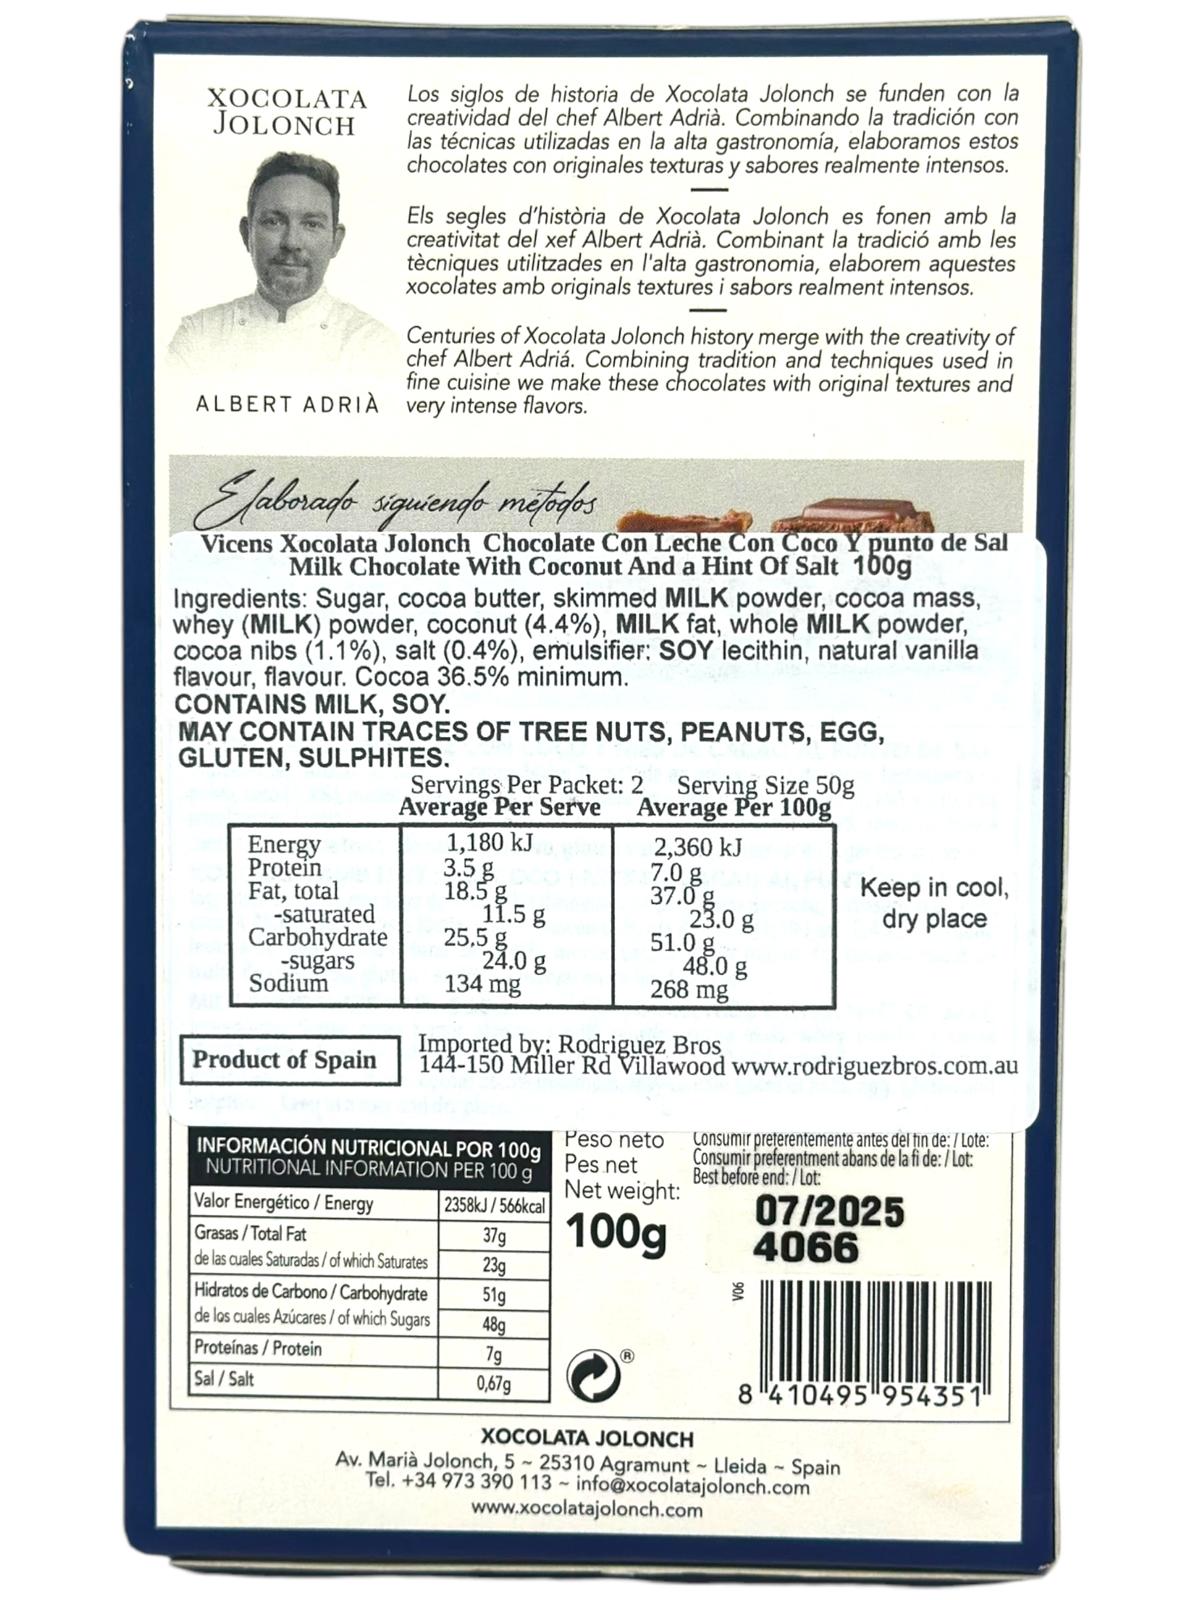 XOCOLATA
JOLONCH
ALBERT ADRIÀ
Los siglos de historia de Xocolata Jolonch se funden con la
creatividad del chef Albert Adrià. Combinando la tradición con
las técnicas utilizadas en la alta gastronomía, elaboramos estos
chocolates con originales texturas y sabores realmente intensos.
Els segles d'història de Xocolata Jolonch es fonen amb la
creativitat del xef Albert Adrià. Combinant la tradició amb les
tècniques utilitzades en l'alta gastronomia, elaborem aquestes
xocolates amb originals textures i sabors realment intensos.
Centuries of Xocolata Jolonch history merge with the creativity of
chef Albert Adriá. Combining tradition and techniques used in
fine cuisine we make these chocolates with original textures and
very intense flavors.
Elaborado siguiendo métodos
Vicens Xocolata Jolonch Chocolate Con Leche Con Coco Y punto de Sal
Milk Chocolate With Coconut And a Hint Of Salt 100g
Ingredients: Sugar, cocoa butter, skimmed MILK powder, cocoa mass,
whey (MILK) powder, coconut (4.4%), MILK fat, whole MILK powder,
cocoa nibs (1.1%), salt (0.4%), emulsifier: SOY lecithin, natural vanilla
flavour, flavour. Cocoa 36.5% minimum.
CONTAINS MILK, SOY.
MAY CONTAIN TRACES OF TREE NUTS, PEANUTS, EGG,
GLUTEN, SULPHITES.
Servings Per Packet: 2 Serving Size 50g
Average Per Serve Average Per 100g
Energy 1,180 kJ 2,360 kJ
Protein 3.5 g 7.0 g
Fat, total 18.5 g 37.0 g
-saturated 11.5 g 23.0 g
Carbohydrate 25.5 g 51.0 g
-sugars 24.0 g 48.0 g
Sodium 134 mg 268 mg
Keep in cool,
dry place
Product of Spain
Imported by: Rodriguez Bros
144-150 Miller Rd Villawood www.rodriguezbros.com.au
INFORMACIÓN NUTRICIONAL POR 100g
NUTRITIONAL INFORMATION PER 100 g
Valor Energético / Energy 2358kJ / 566kcal
Grasas / Total Fat 37g
de las cuales Saturadas / of which Saturates 23g
Hidratos de Carbono / Carbohydrate 51g
de los cuales Azúcares / of which Sugars 48g
Proteínas / Protein 7g
Sal / Salt 0,67g
Peso neto
Pes net
Net weight:
100g
®
Consumir preferentemente antes del fin de: / Lote:
Consumir preferentment abans de la fi de: / Lot:
Best before end: / Lot:
07/2025
4066
V06
8 410495 954351
XOCOLATA JOLONCH
Av. Marià Jolonch, 5 ~ 25310 Agramunt ~ Lleida ~ Spain
Tel. +34 973 390 113 ~ info@xocolatajolonch.com
www.xocolatajolonch.com